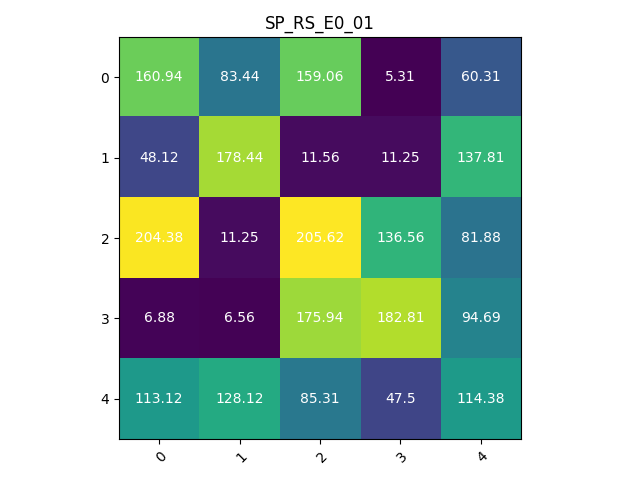 SP_RS_E0_01
0 160.94 83.44 159.06 5.31 60.31
1 48.12 178.44 11.56 11.25 137.81
2 204.38 11.25 205.62 136.56 81.88
3 6.88 6.56 175.94 182.81 94.69
4 113.12 128.12 85.31 47.5 114.38
0 1 2 3 4